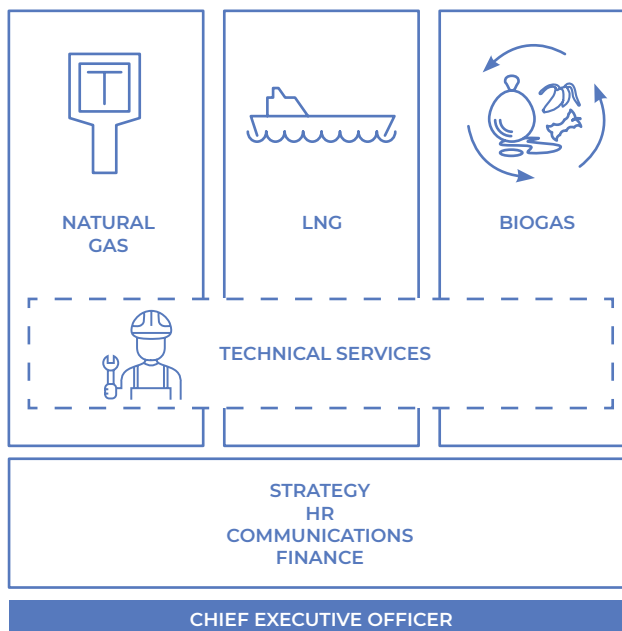 NATURAL
GAS
LNG
BIOGAS
TECHNICAL SERVICES
STRATEGY
HR
COMMUNICATIONS
FINANCE
CHIEF EXECUTIVE OFFICER